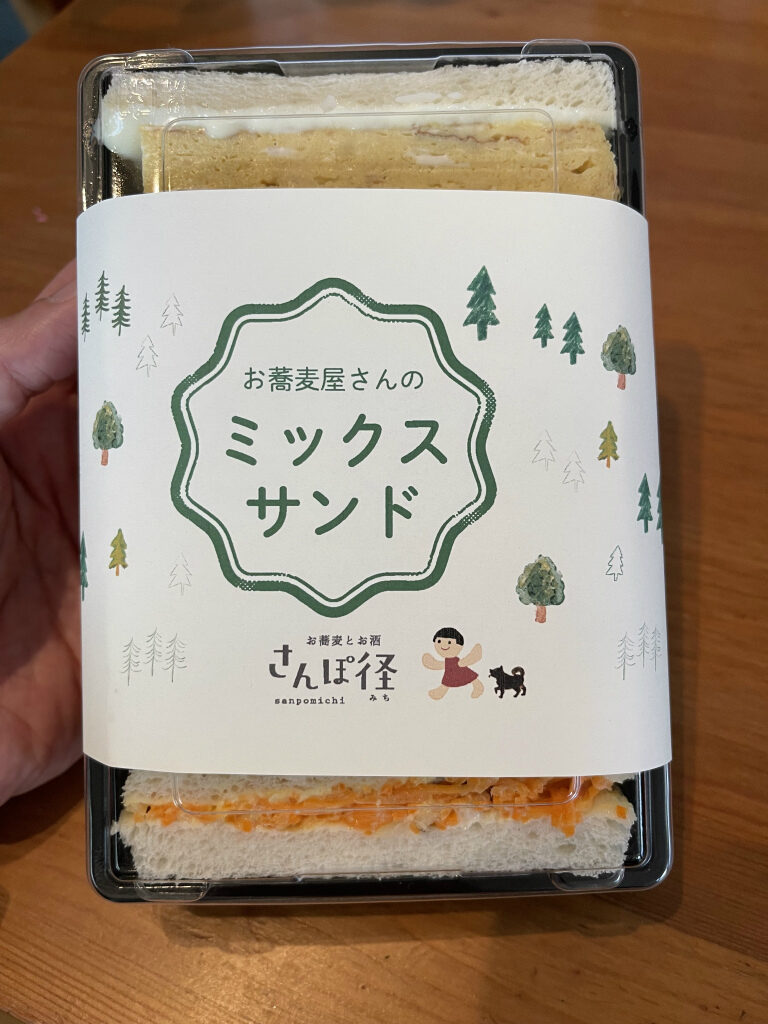 お蕎麦屋さんの
ミックス
サンド
お蕎麦とお酒
さんぽ径
sanpomichi みち